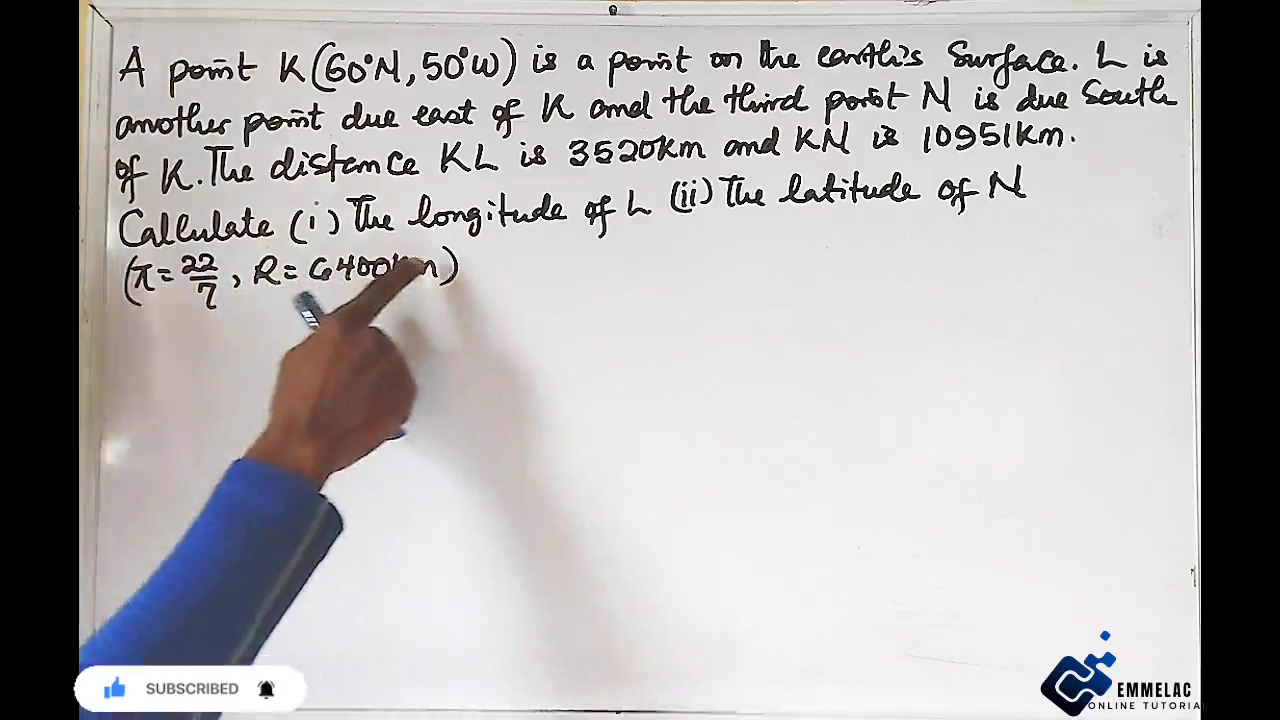 A point K(60°N, 50°W) is a point on the earth's surface. L is
another point due east of K and the third point N is due South
of K. The distance KL is 3520km and KN is 10951km.
Calculate (i) The longitude of L (ii) The latitude of N
(π = 22/7, R = 6400km)
SUBSCRIBED
EMMELAC
ONLINE TUTORIA